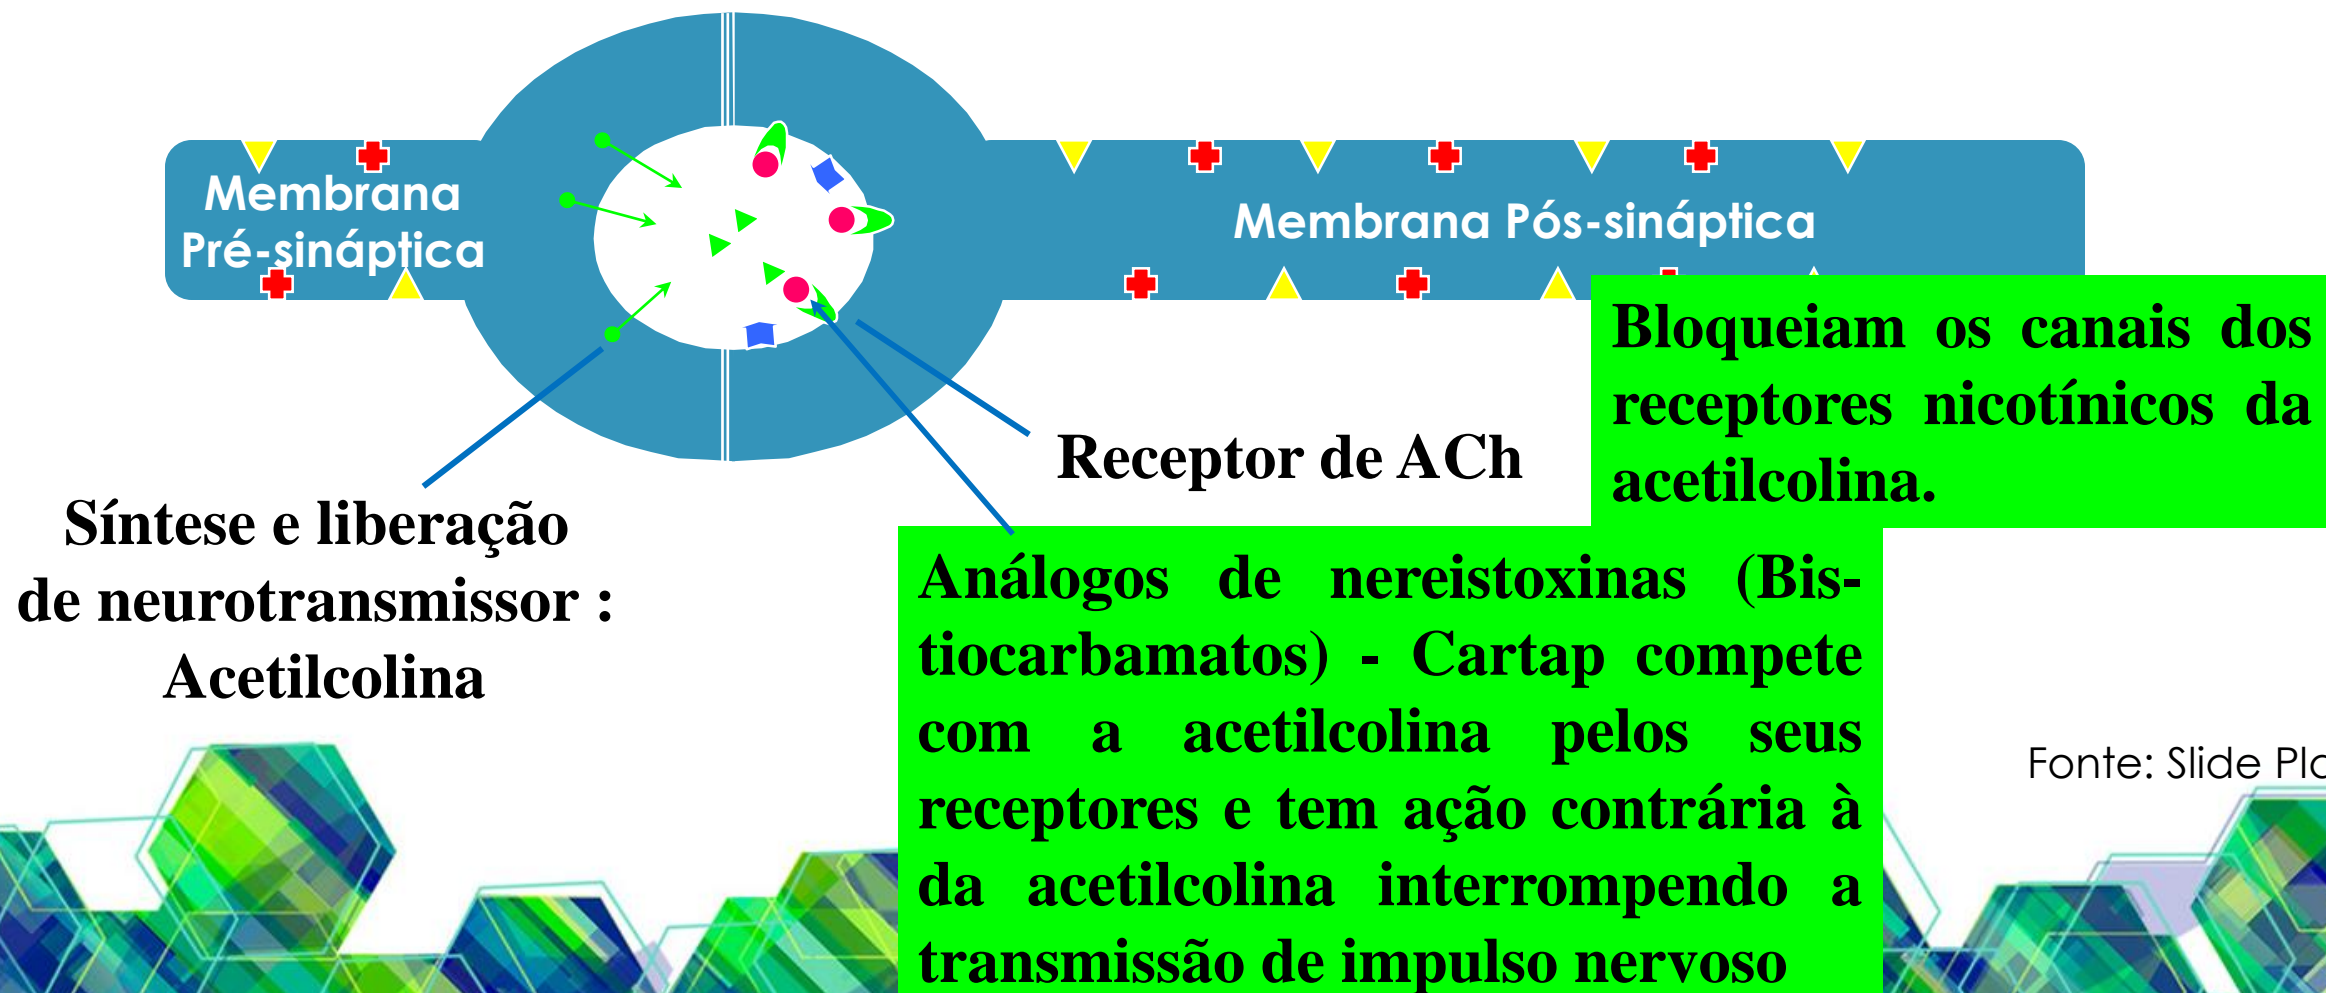 Membrana
Pré-sináptica
Membrana Pós-sináptica
Bloqueiam os canais dos
receptores nicotínicos da
acetilcolina.
Receptor de ACh
Síntese e liberação
de neurotransmissor :
Acetilcolina
Análogos de nereistoxinas (Bis-
tiocarbamatos) - Cartap compete
com a acetilcolina pelos seus
receptores e tem ação contrária à
da acetilcolina interrompendo a
transmissão de impulso nervoso
Fonte: Slide